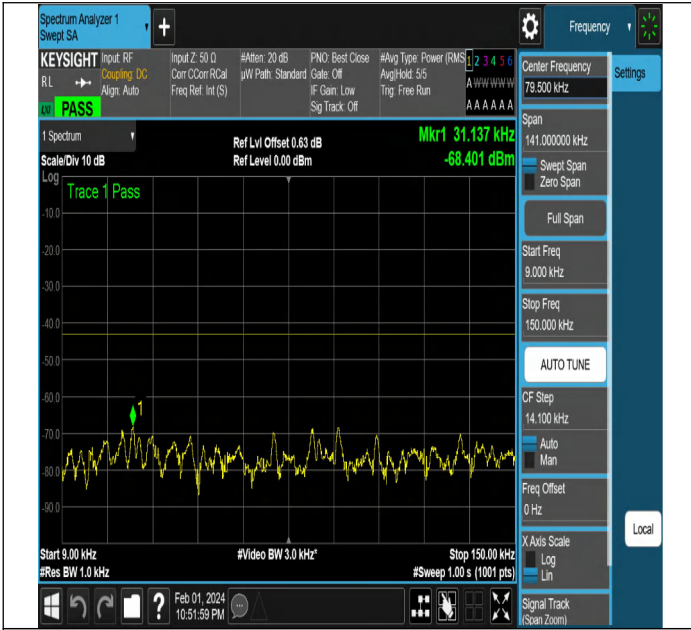 Spectrum Analyzer 1
Swept SA
+
Frequency
KEYSIGHT
RL
LXI
PASS
Input: RF
Coupling: DC
Align: Auto
Input Z: 50 Ω
Corr CCorr RCal
Freq Ref: Int (S)
#Atten: 20 dB
µW Path: Standard
PNO: Best Close
Gate: Off
IF Gain: Low
Sig Track: Off
#Avg Type: Power (RMS
Avg|Hold: 5/5
Trig: Free Run
1 2 3 4 5 6
A W W W W W
A A A A A A
Center Frequency
79.500 kHz
Settings
1 Spectrum
Scale/Div 10 dB
Ref Lvl Offset 0.63 dB
Ref Level 0.00 dBm
Mkr1 31.137 kHz
-68.401 dBm
Log
Trace 1 Pass
-10.0
-20.0
-30.0
-40.0
-50.0
-60.0
-70.0
-80.0
-90.0
1
Start 9.00 kHz
#Res BW 1.0 kHz
#Video BW 3.0 kHz*
Stop 150.00 kHz
#Sweep 1.00 s (1001 pts)
Span
141.000000 kHz
Swept Span
Zero Span
Full Span
Start Freq
9.000 kHz
Stop Freq
150.000 kHz
AUTO TUNE
CF Step
14.100 kHz
Auto
Man
Freq Offset
0 Hz
X Axis Scale
Log
Lin
Local
Signal Track
(Span Zoom)
?
Feb 01, 2024
10:51:59 PM